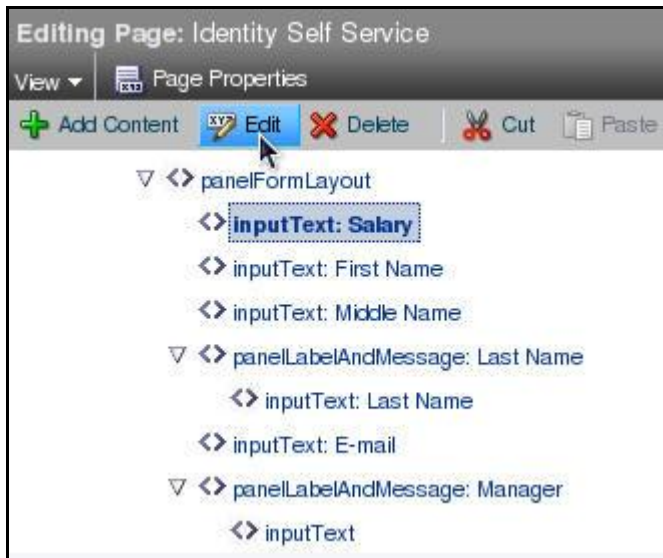 Editing Page: Identity Self Service
View Page Properties
Add Content Edit Delete Cut Paste
panelFormLayout
inputText: Salary
inputText: First Name
inputText: Middle Name
panelLabelAndMessage: Last Name
inputText: Last Name
inputText: E-mail
panelLabelAndMessage: Manager
inputText